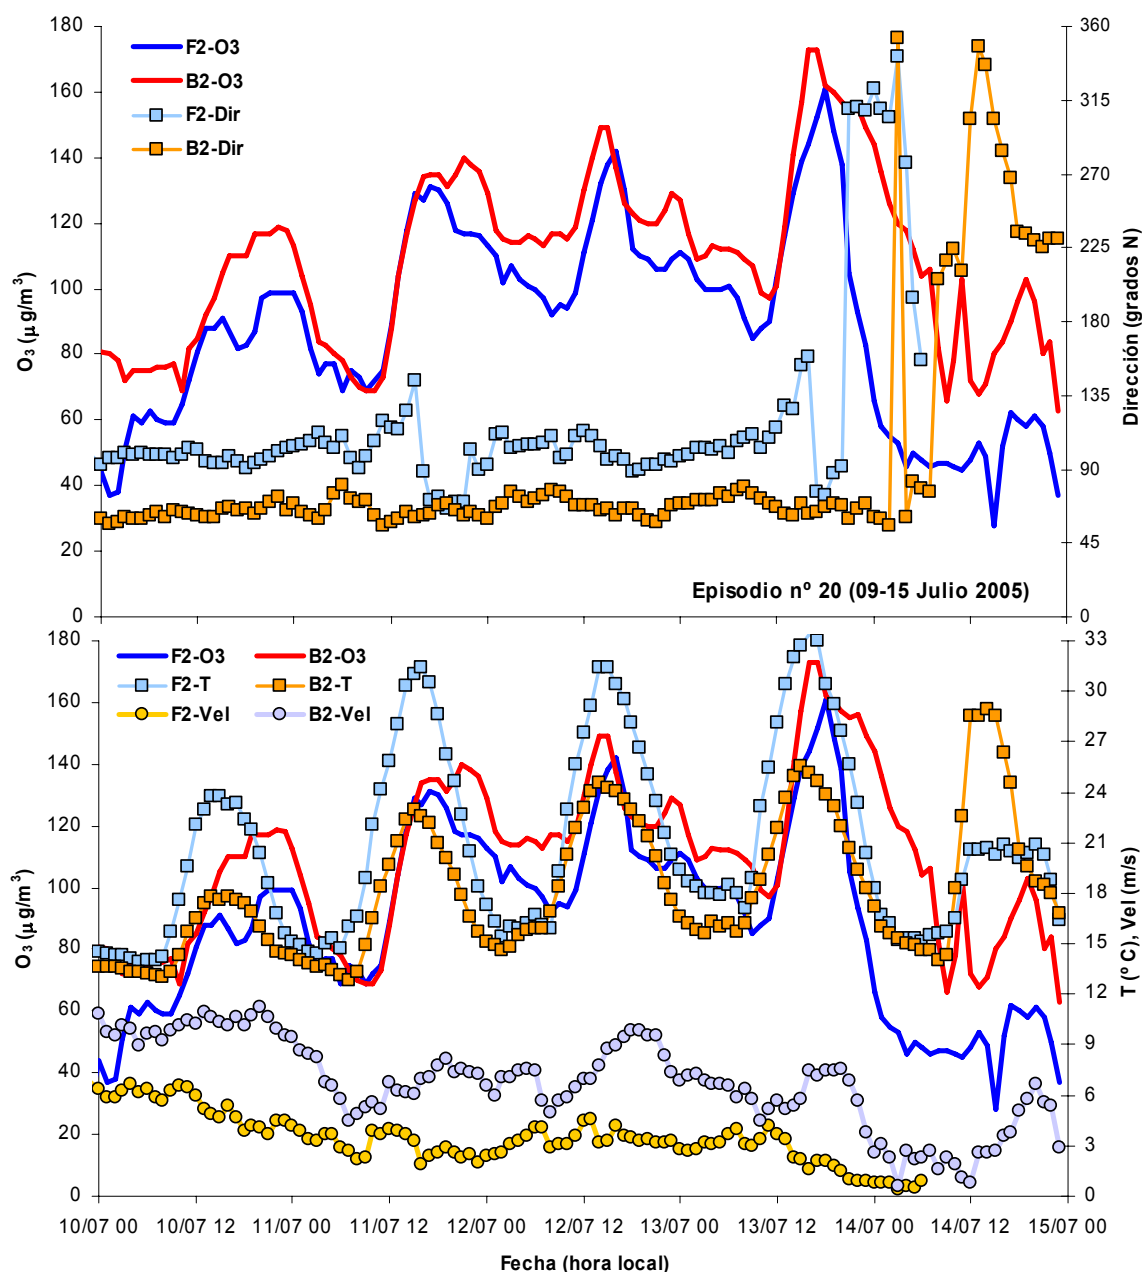 180
160
140
120
100
80
60
40
20
0
O3 (µ g/m3)
360
315
270
225
180
135
90
45
0
Dirección (grados N)
F2-O3
B2-O3
F2-Dir
B2-Dir
Episodio nº 20 (09-15 Julio 2005)
180
160
140
120
100
80
60
40
20
0
O3 (µ g/m3)
33
30
27
24
21
18
15
12
9
6
3
0
T (º C), Vel (m/s)
F2-O3 B2-O3
F2-T B2-T
F2-Vel B2-Vel
10/07 00 10/07 12 11/07 00 11/07 12 12/07 00 12/07 12 13/07 00 13/07 12 14/07 00 14/07 12 15/07 00
Fecha (hora local)